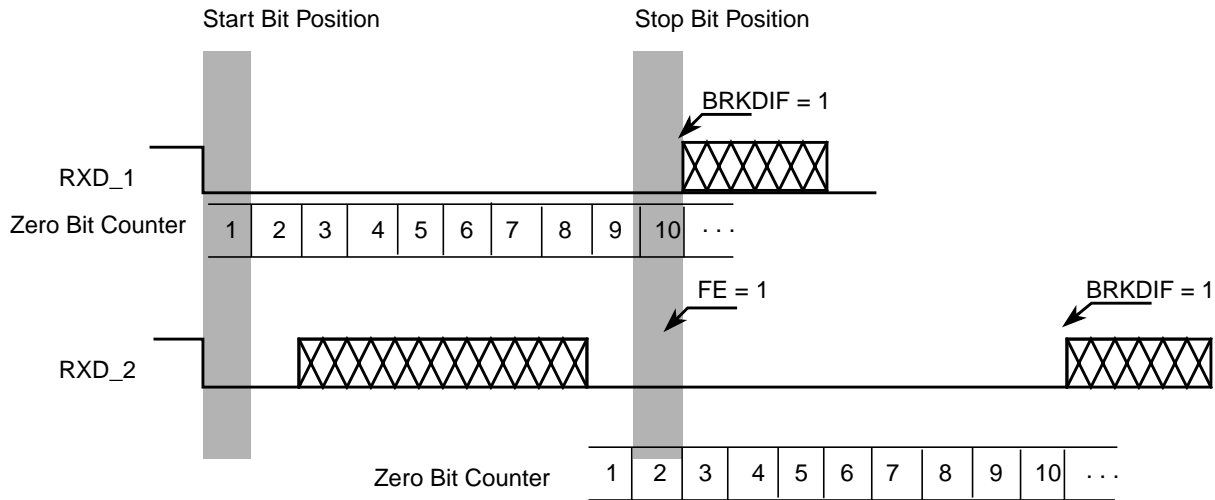 Start Bit Position Stop Bit Position
BRKDIF = 1
RXD_1
Zero Bit Counter 1 2 3 4 5 6 7 8 9 10 . . .
FE = 1 BRKDIF = 1
RXD_2
Zero Bit Counter 1 2 3 4 5 6 7 8 9 10 . . .